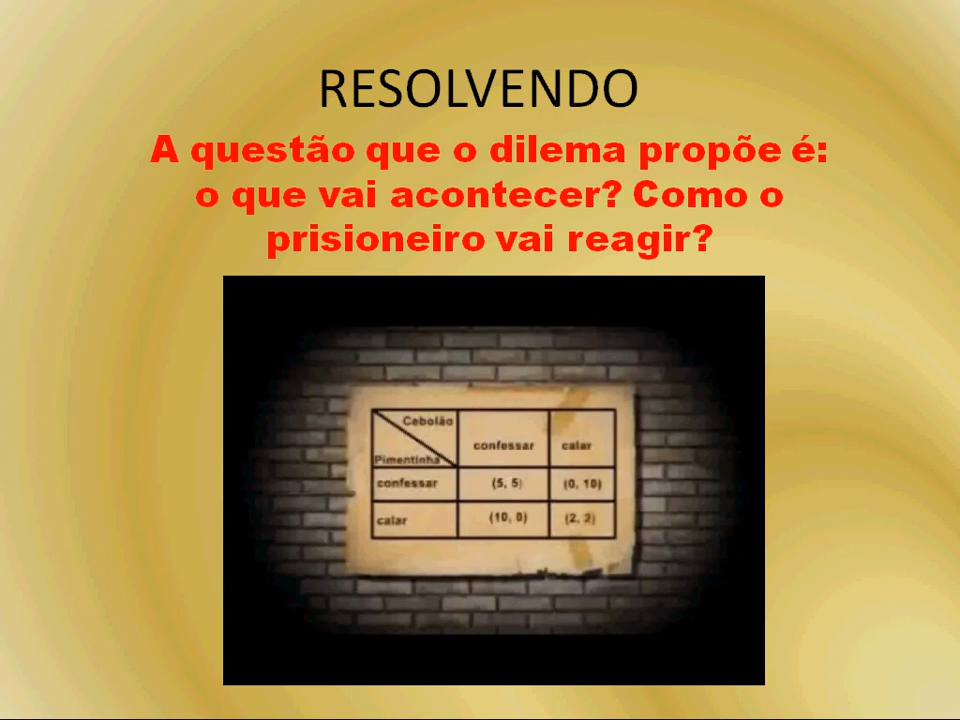 RESOLVENDO
A questão que o dilema propõe é:
o que vai acontecer? Como o
prisioneiro vai reagir?
Cebolão
Pimentinha
confessar calar
confessar (5, 5) (0, 10)
calar (10, 0) (2, 2)